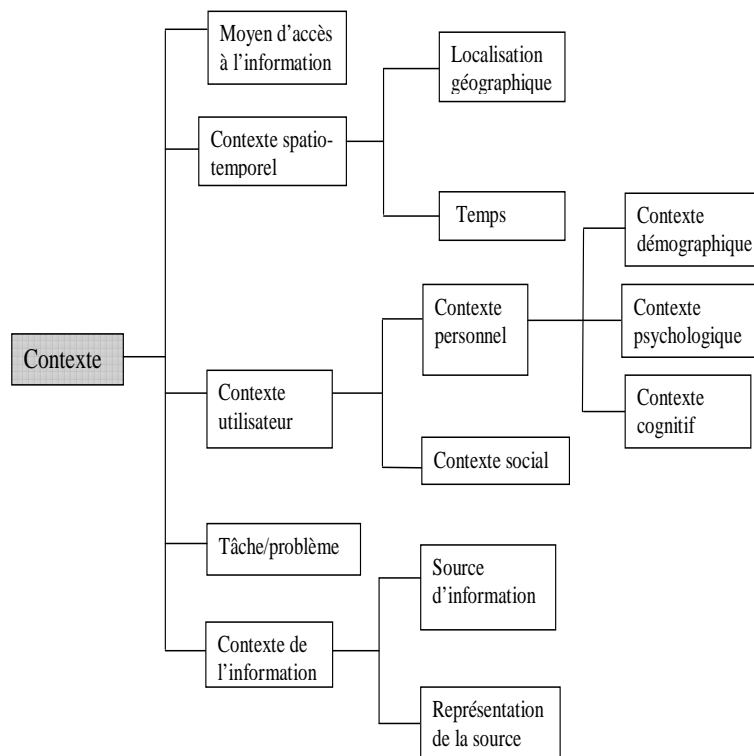 Moyen d'accès
à l'information
Localisation
géographique
Contexte spatio-
temporel
Temps
Contexte
démographique
Contexte
psychologique
Contexte
cognitif
Contexte
personnel
Contexte
Contexte
utilisateur
Contexte social
Tâche/problème
Source
d'information
Contexte de
l'information
Représentation
de la source